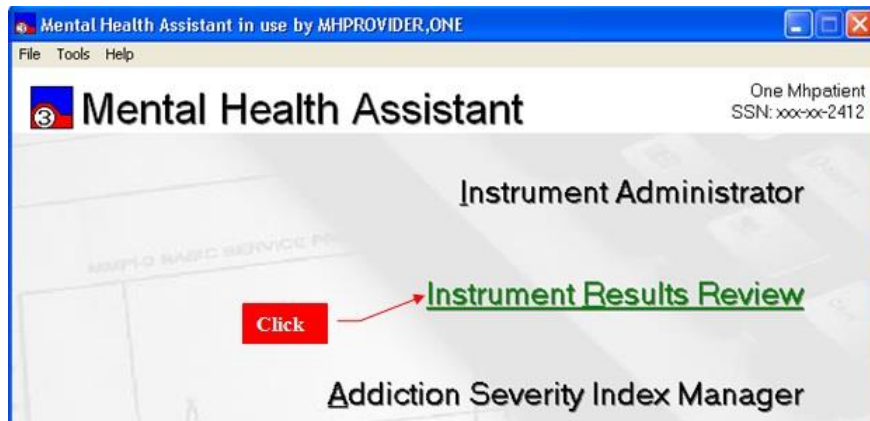 Mental Health Assistant in use by MHPROVIDER,ONE
File Tools Help
3 Mental Health Assistant
One Mhpatient
SSN: xxx-xx-2412
Instrument Administrator
Instrument Results Review
Click
Addiction Severity Index Manager